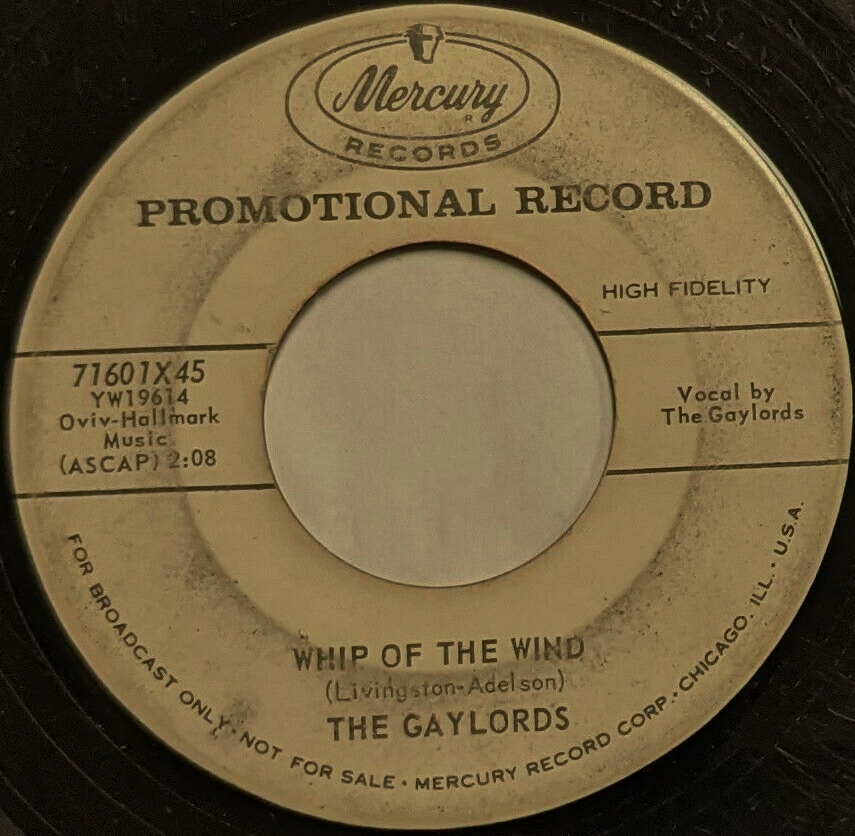 Mercury
R
RECORDS
PROMOTIONAL RECORD
HIGH FIDELITY
71601X45
YW19614
Oviv-Hallmark
Music
(ASCAP) 2:08
Vocal by
The Gaylords
WHIP OF THE WIND
(Livingston-Adelson)
THE GAYLORDS
FOR BROADCAST ONLY • NOT FOR SALE • MERCURY RECORD CORP. • CHICAGO. ILL. • U.S.A.